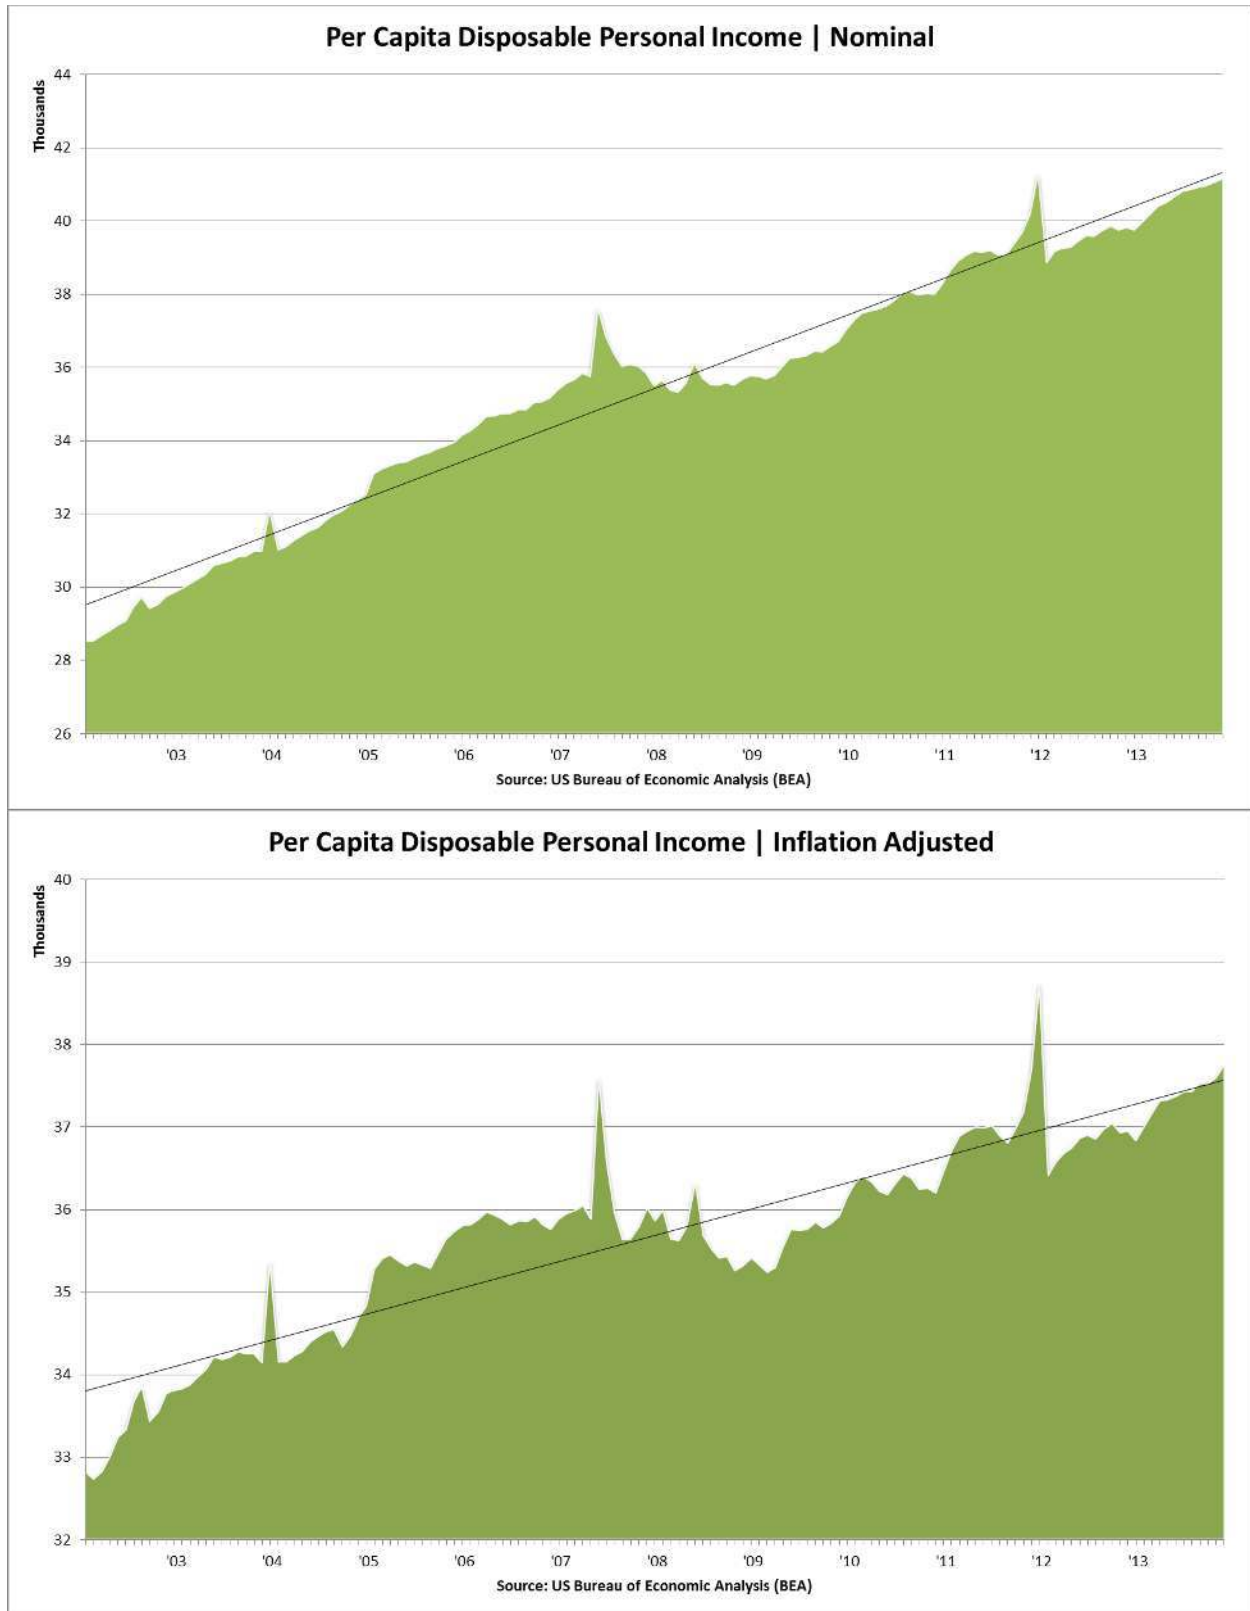 Per Capita Disposable Personal Income | Nominal
Thousands
44
42
40
38
36
34
32
30
28
26
'03 '04 '05 '06 '07 '08 '09 '10 '11 '12 '13
Source: US Bureau of Economic Analysis (BEA)
Per Capita Disposable Personal Income | Inflation Adjusted
Thousands
40
39
38
37
36
35
34
33
32
'03 '04 '05 '06 '07 '08 '09 '10 '11 '12 '13
Source: US Bureau of Economic Analysis (BEA)